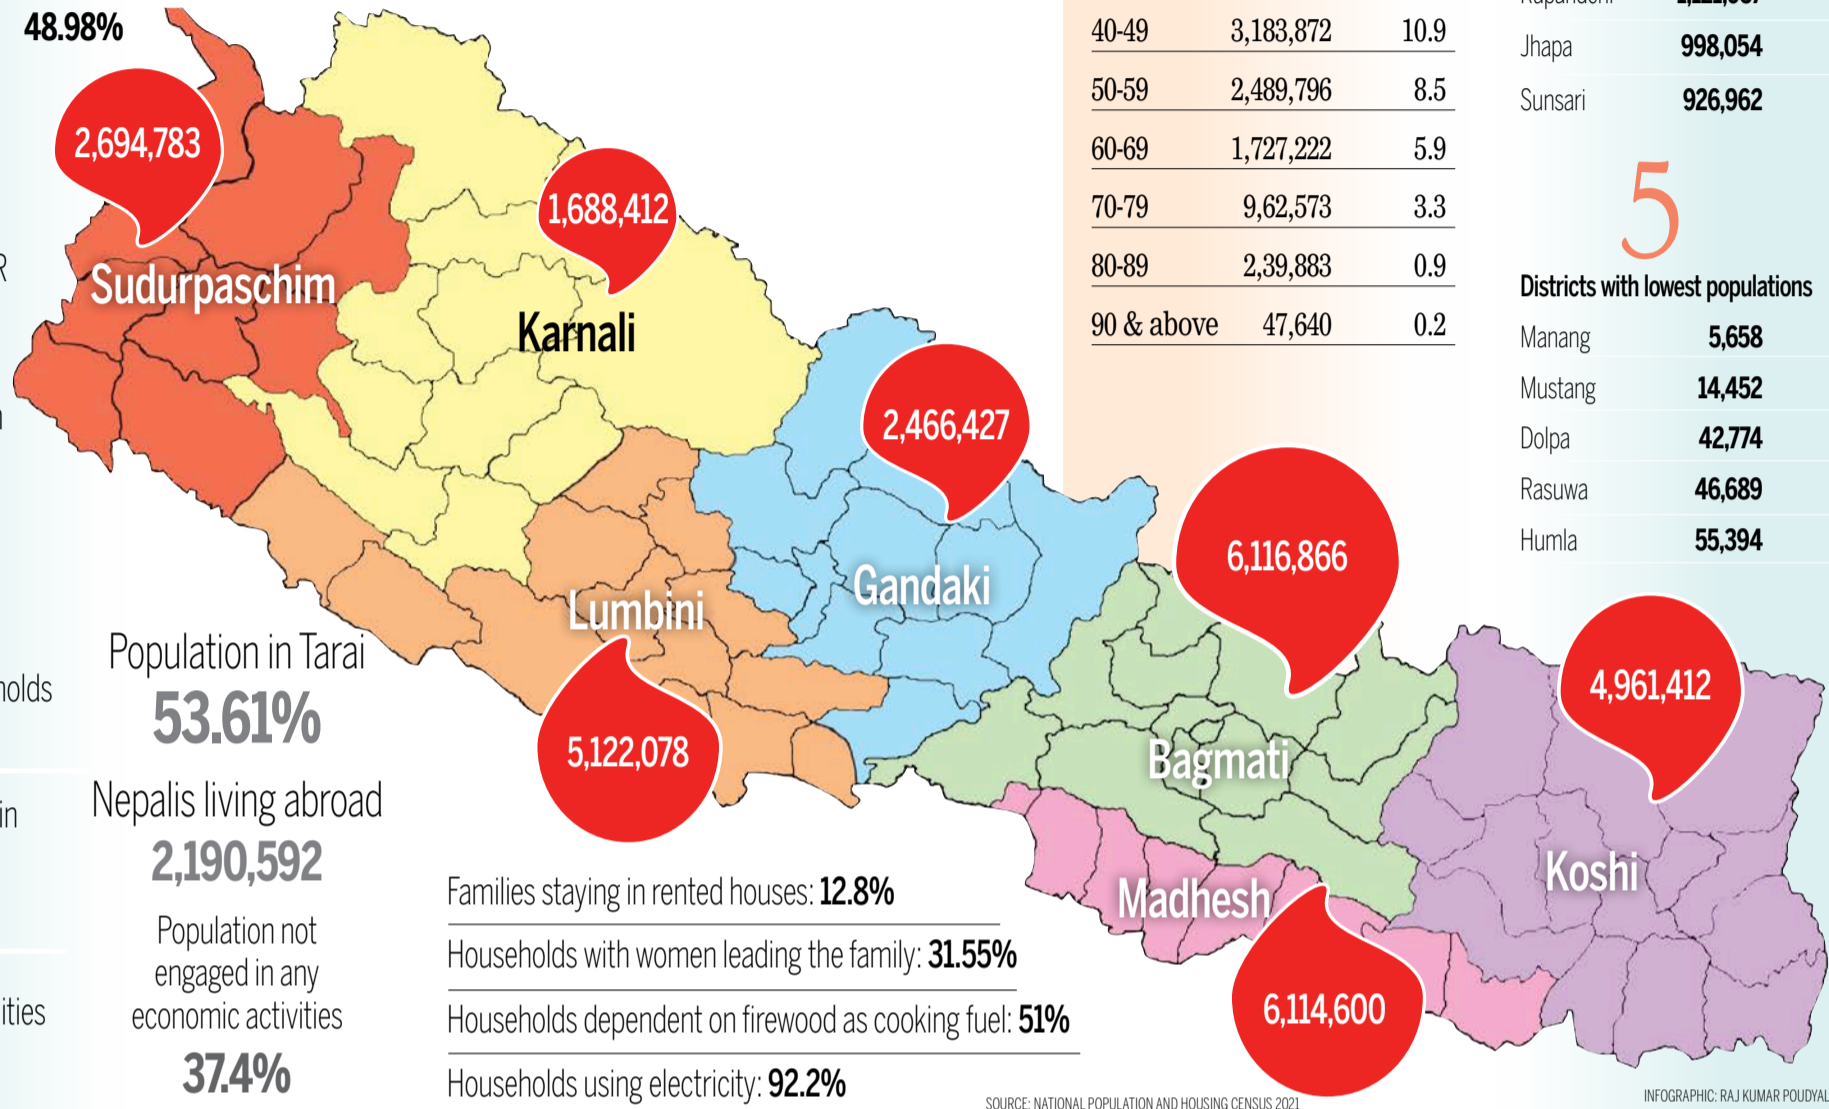 48.98%
2,694,783
1,688,412
Sudurpaschim
Karnali
2,466,427
6,116,866
Gandaki
Lumbini
5,122,078
4,961,412
Bagmati
Koshi
Madhesh
6,114,600
40-49 3,183,872 10.9
50-59 2,489,796 8.5
60-69 1,727,222 5.9
70-79 9,62,573 3.3
80-89 2,39,883 0.9
90 & above 47,640 0.2
Jhapa 998,054
Sunsari 926,962
5
Districts with lowest populations
Manang 5,658
Mustang 14,452
Dolpa 42,774
Rasuwa 46,689
Humla 55,394
Population in Tarai
53.61%
Nepalis living abroad
2,190,592
Population not
engaged in any
economic activities
37.4%
Families staying in rented houses: 12.8%
Households with women leading the family: 31.55%
Households dependent on firewood as cooking fuel: 51%
Households using electricity: 92.2%
SOURCE: NATIONAL POPULATION AND HOUSING CENSUS 2021
INFOGRAPHIC: RAJ KUMAR POUDYAL